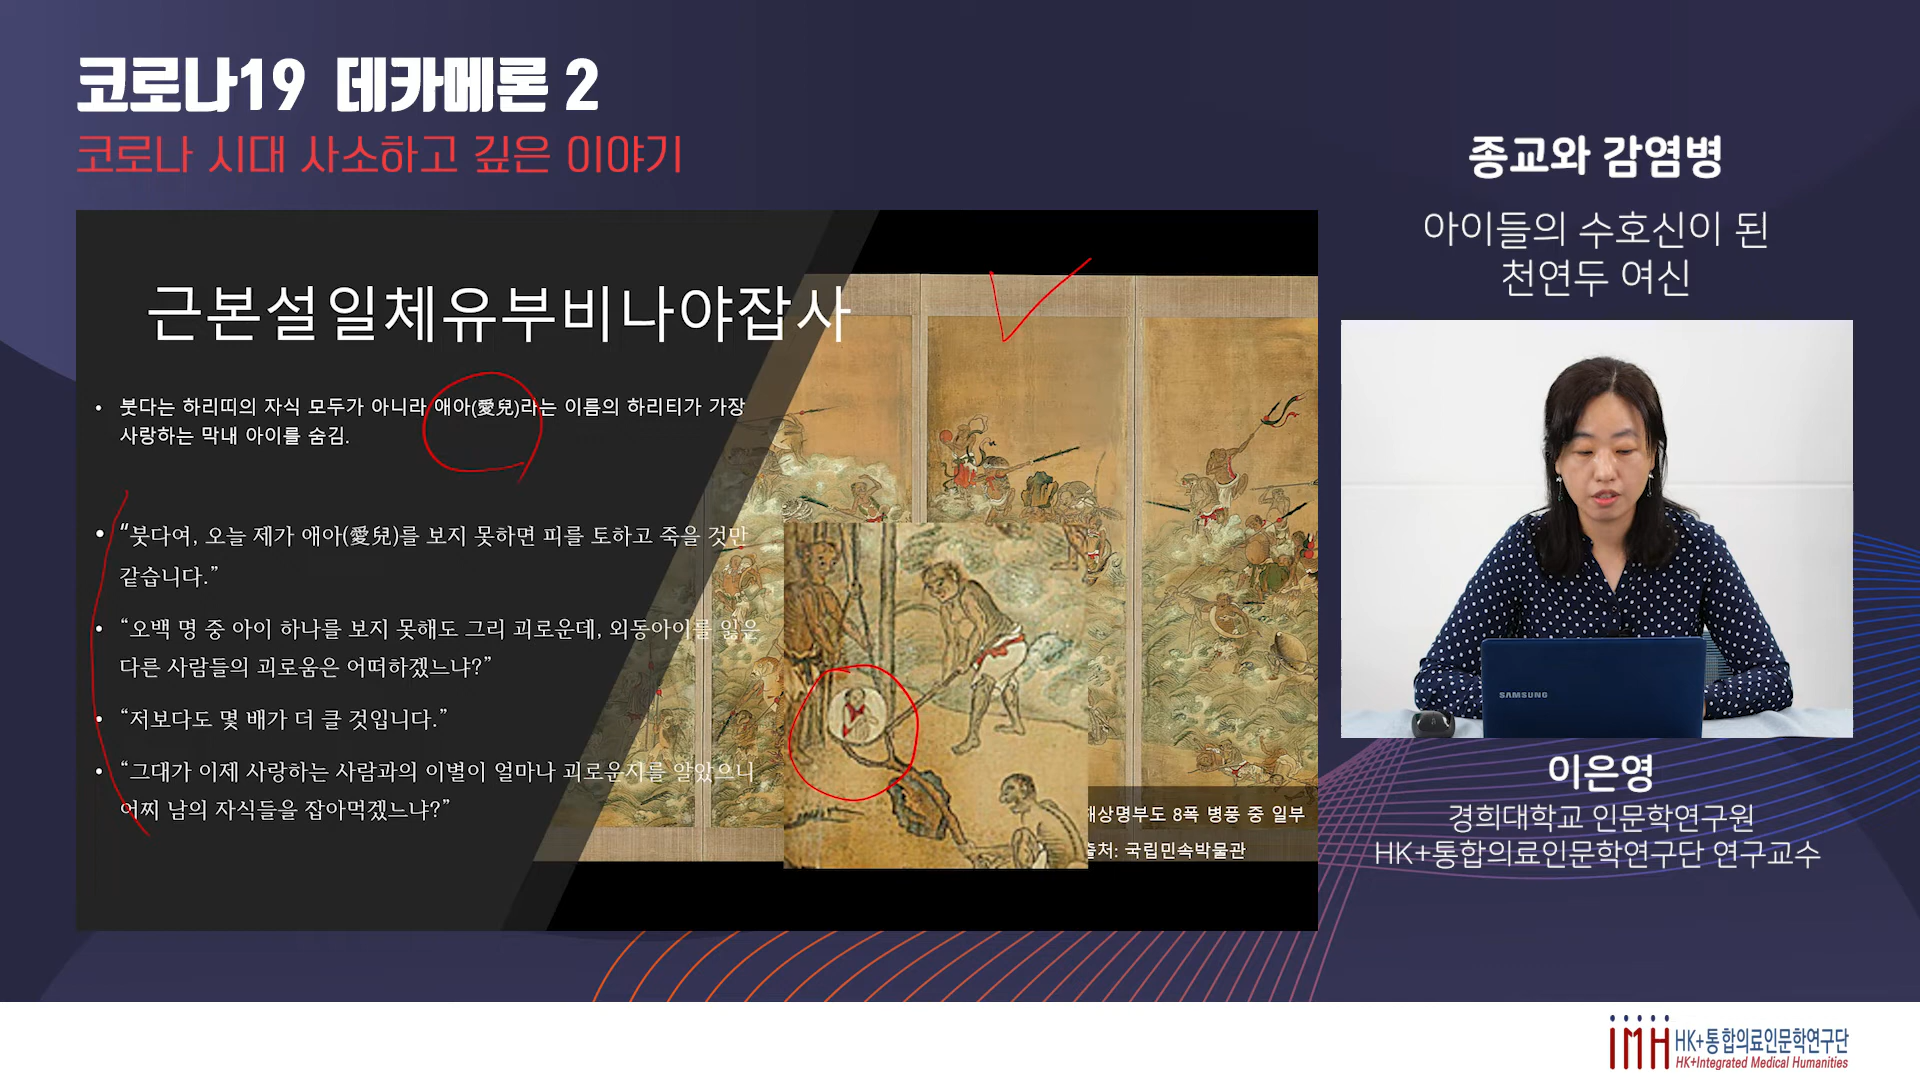 코로나19 데카메론 2
코로나 시대 사소하고 깊은 이야기
종교와 감염병
아이들의 수호신이 된
천연두 여신
근본설일체유부비나야잡사
• 붓다는 하리띠의 자식 모두가 아니라 애아(愛兒)라는 이름의 하리티가 가장
사랑하는 막내 아이를 숨김.
• "“붓다여, 오늘 제가 애아(愛兒)를 보지 못하면 피를 토하고 죽을 것만
같습니다.”
• “오백 명 중 아이 하나를 보지 못해도 그리 괴로운데, 외동아이를 잃은
다른 사람들의 괴로움은 어떠하겠느냐?”
• “저보다도 몇 배가 더 클 것입니다.”
• “그대가 이제 사랑하는 사람과의 이별이 얼마나 괴로운지를 알았으니
어찌 남의 자식들을 잡아먹겠느냐?”
해상명부도 8폭 병풍 중 일부
출처: 국립민속박물관
SAMSUNG
이은영
경희대학교 인문학연구원
HK+통합의료인문학연구단 연구교수
IMH HK+통합의료인문학연구단
HK+Integrated Medical Humanities